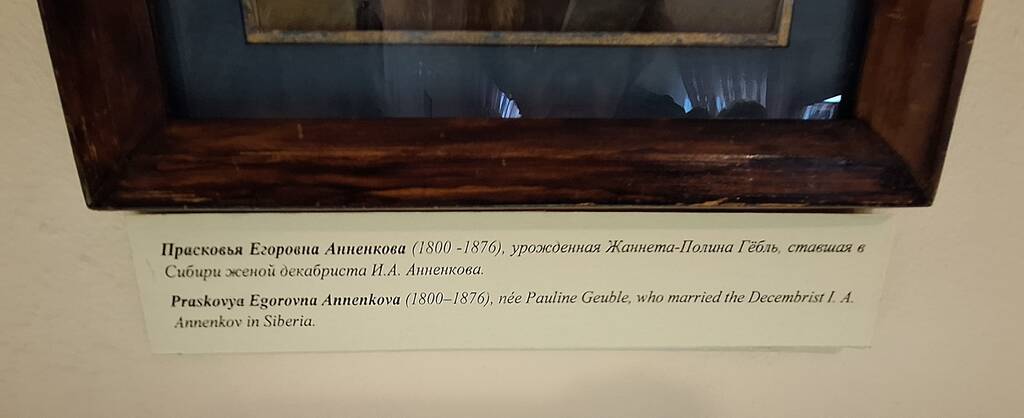 Прасковья Егоровна Анненкова (1800 -1876), урожденная Жаннета-Полина Гёбль, ставшая в
Сибири женой декабриста И.А. Анненкова.
Praskovya Egorovna Annenkova (1800–1876), née Pauline Geuble, who married the Decembrist I. A.
Annenkov in Siberia.